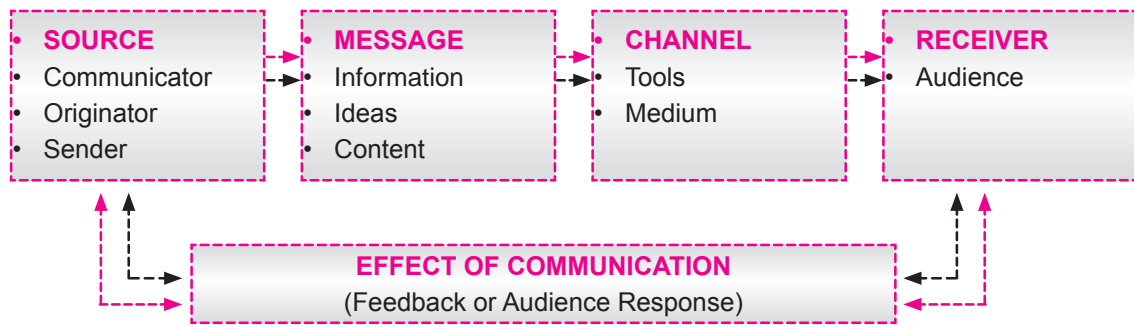 • SOURCE
• Communicator
• Originator
• Sender
• MESSAGE
• Information
• Ideas
• Content
• CHANNEL
• Tools
• Medium
• RECEIVER
• Audience
EFFECT OF COMMUNICATION
(Feedback or Audience Response)